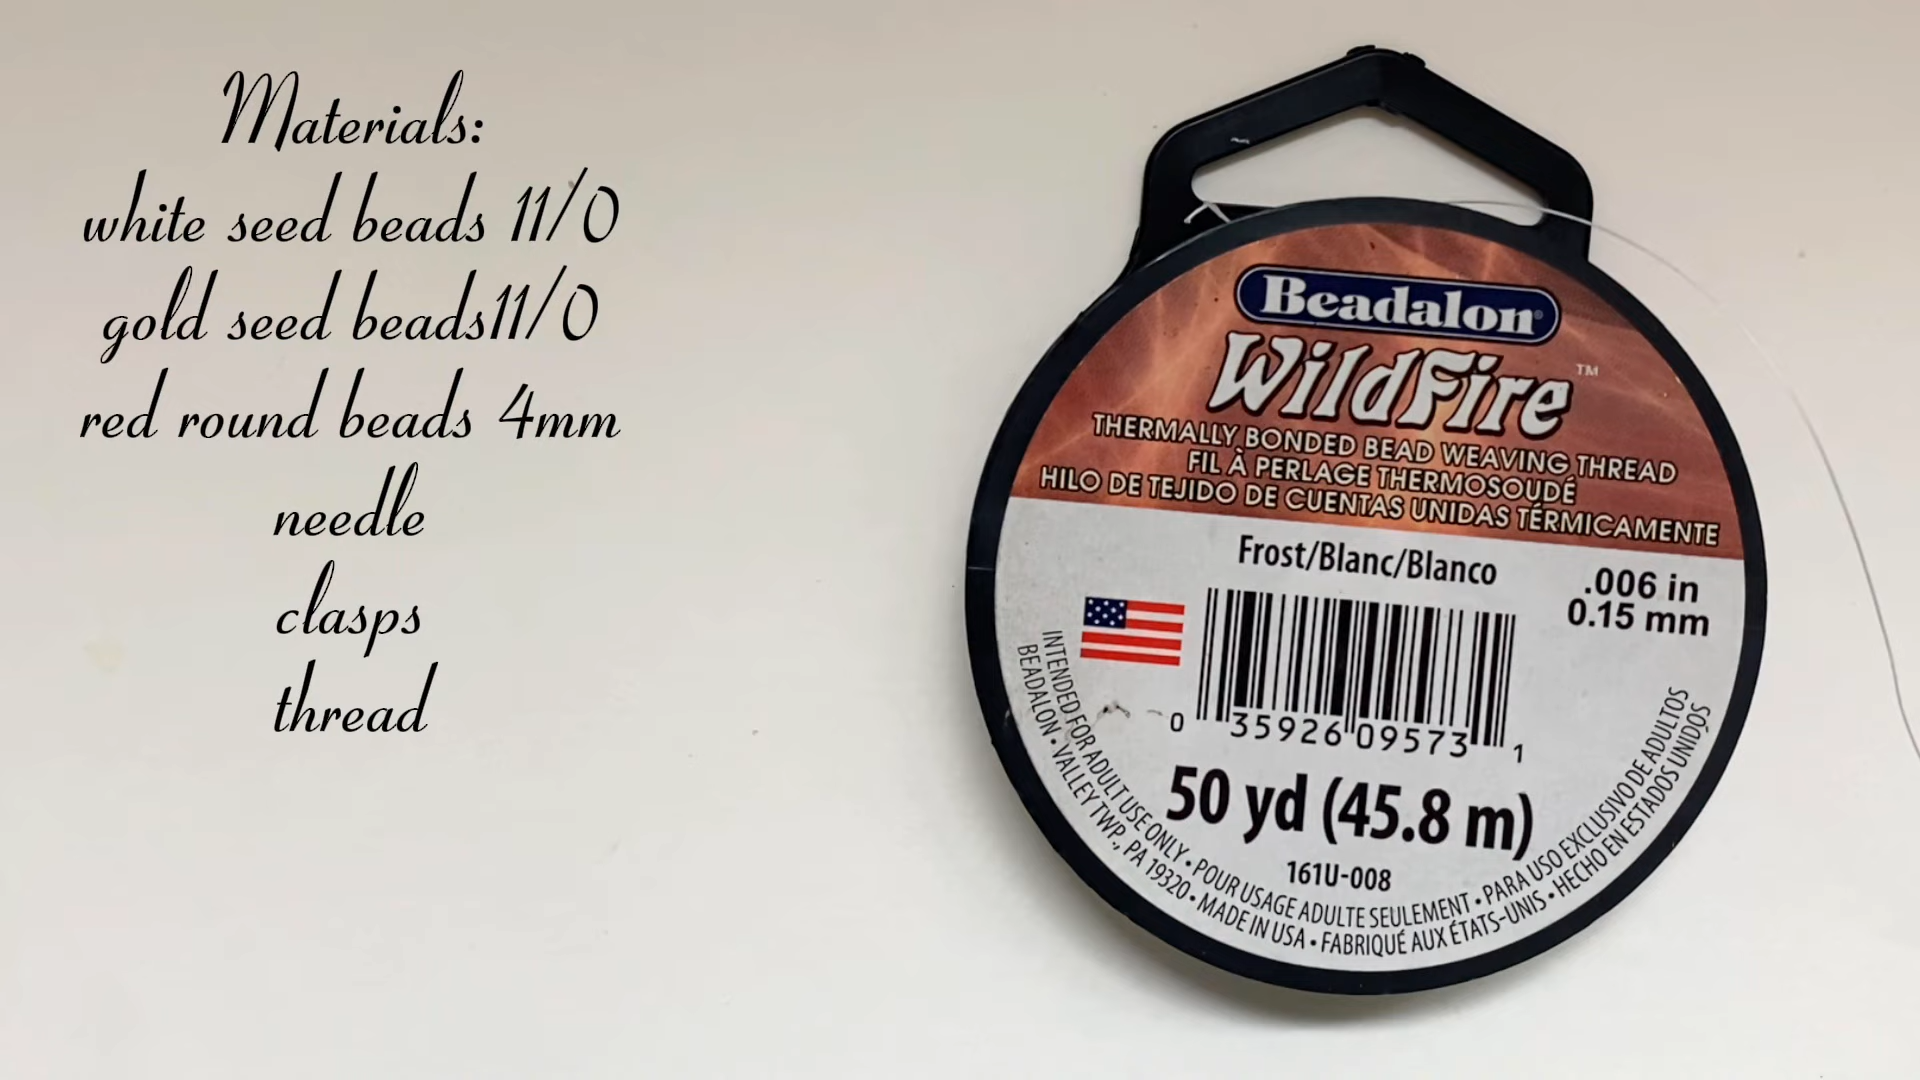 Materials:
white seed beads 11/0
gold seed beads11/0
red round beads 4mm
needle
clasps
thread
Beadalon®
WildFire™
THERMALLY BONDED BEAD WEAVING THREAD
FIL À PERLAGE THERMOSOUDÉ
HILO DE TEJIDO DE CUENTAS UNIDAS TÉRMICAMENTE
Frost/Blanc/Blanco
.006 in
0.15 mm
0 35926 09573 1
50 yd (45.8 m)
161U-008
INTENDED FOR ADULT USE ONLY • POUR USAGE ADULTE SEULEMENT • PARA USO EXCLUSIVO DE ADULTOS
BEADALON • VALLEY TWP., PA 19320 • MADE IN USA • FABRIQUÉ AUX ÉTATS-UNIS • HECHO EN ESTADOS UNIDOS